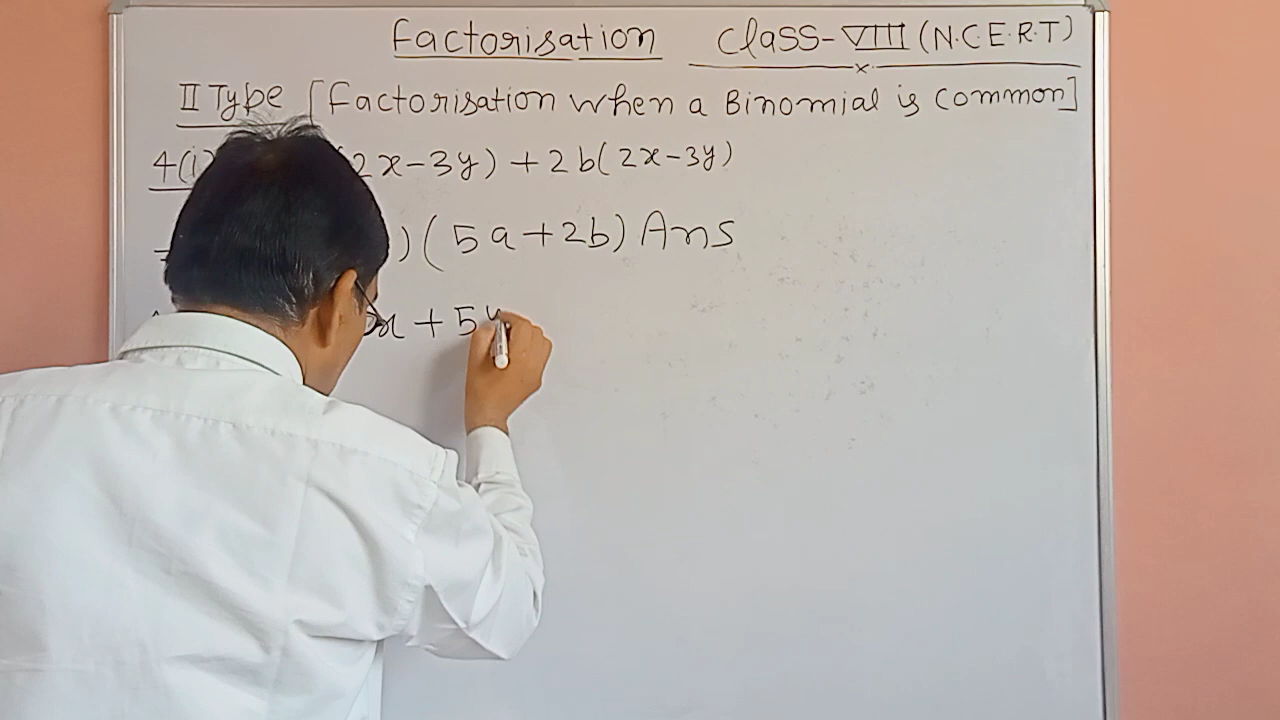 Factorisation Class-VIII (N.C.E.R.T)
II Type [Factorisation when a Binomial is common]
4(i) 2x-3y) + 2b(2x-3y)
) (5a+2b) Ans
x + 5y